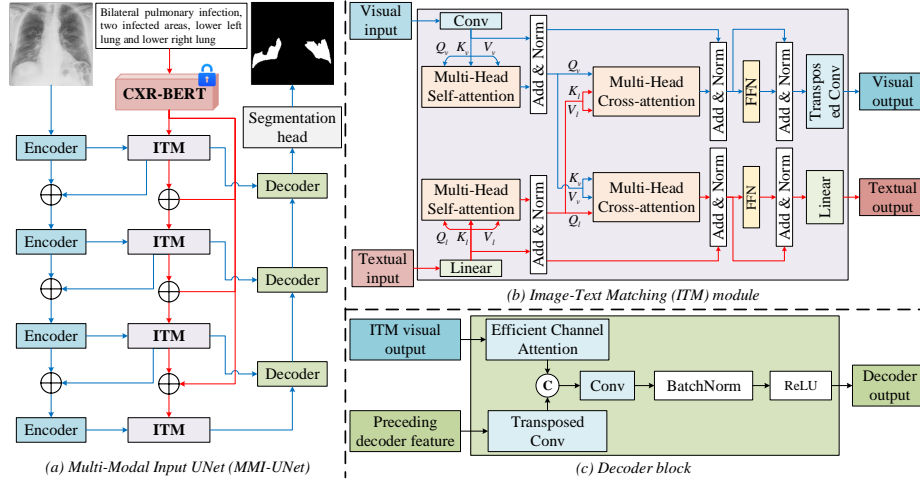 Bilateral pulmonary infection,
two infected areas, lower left
lung and lower right lung
CXR-BERT
Segmentation
head
Encoder
ITM
Decoder
Encoder
ITM
Decoder
Encoder
ITM
Decoder
Encoder
ITM
(a) Multi-Modal Input UNet (MMI-UNet)
Visual
input
Conv
Q_v K_v V_v
Multi-Head
Self-attention
Add & Norm
Q_v
K_l
V_l
Multi-Head
Cross-attention
Add & Norm
FFN
Add & Norm
Transpos
ed Conv
Visual
output
Multi-Head
Self-attention
Q_l K_l V_l
Add & Norm
K_v
V_v
Q_l
Multi-Head
Cross-attention
Add & Norm
FFN
Add & Norm
Linear
Textual
output
Textual
input
Linear
(b) Image-Text Matching (ITM) module
ITM visual
output
Efficient Channel
Attention
C
Conv
BatchNorm
ReLU
Decoder
output
Preceding
decoder feature
Transposed
Conv
(c) Decoder block